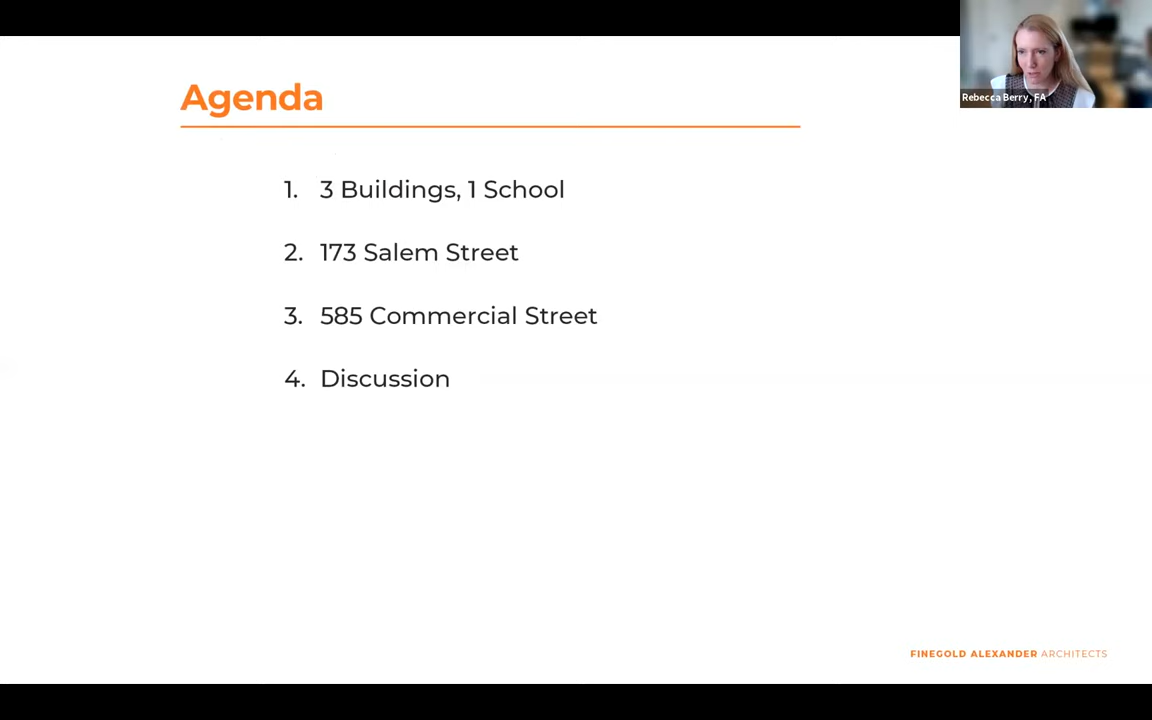 Agenda
Rebecca Berry, FA
1. 3 Buildings, 1 School
2. 173 Salem Street
3. 585 Commercial Street
4. Discussion
FINEGOLD ALEXANDER ARCHITECTS